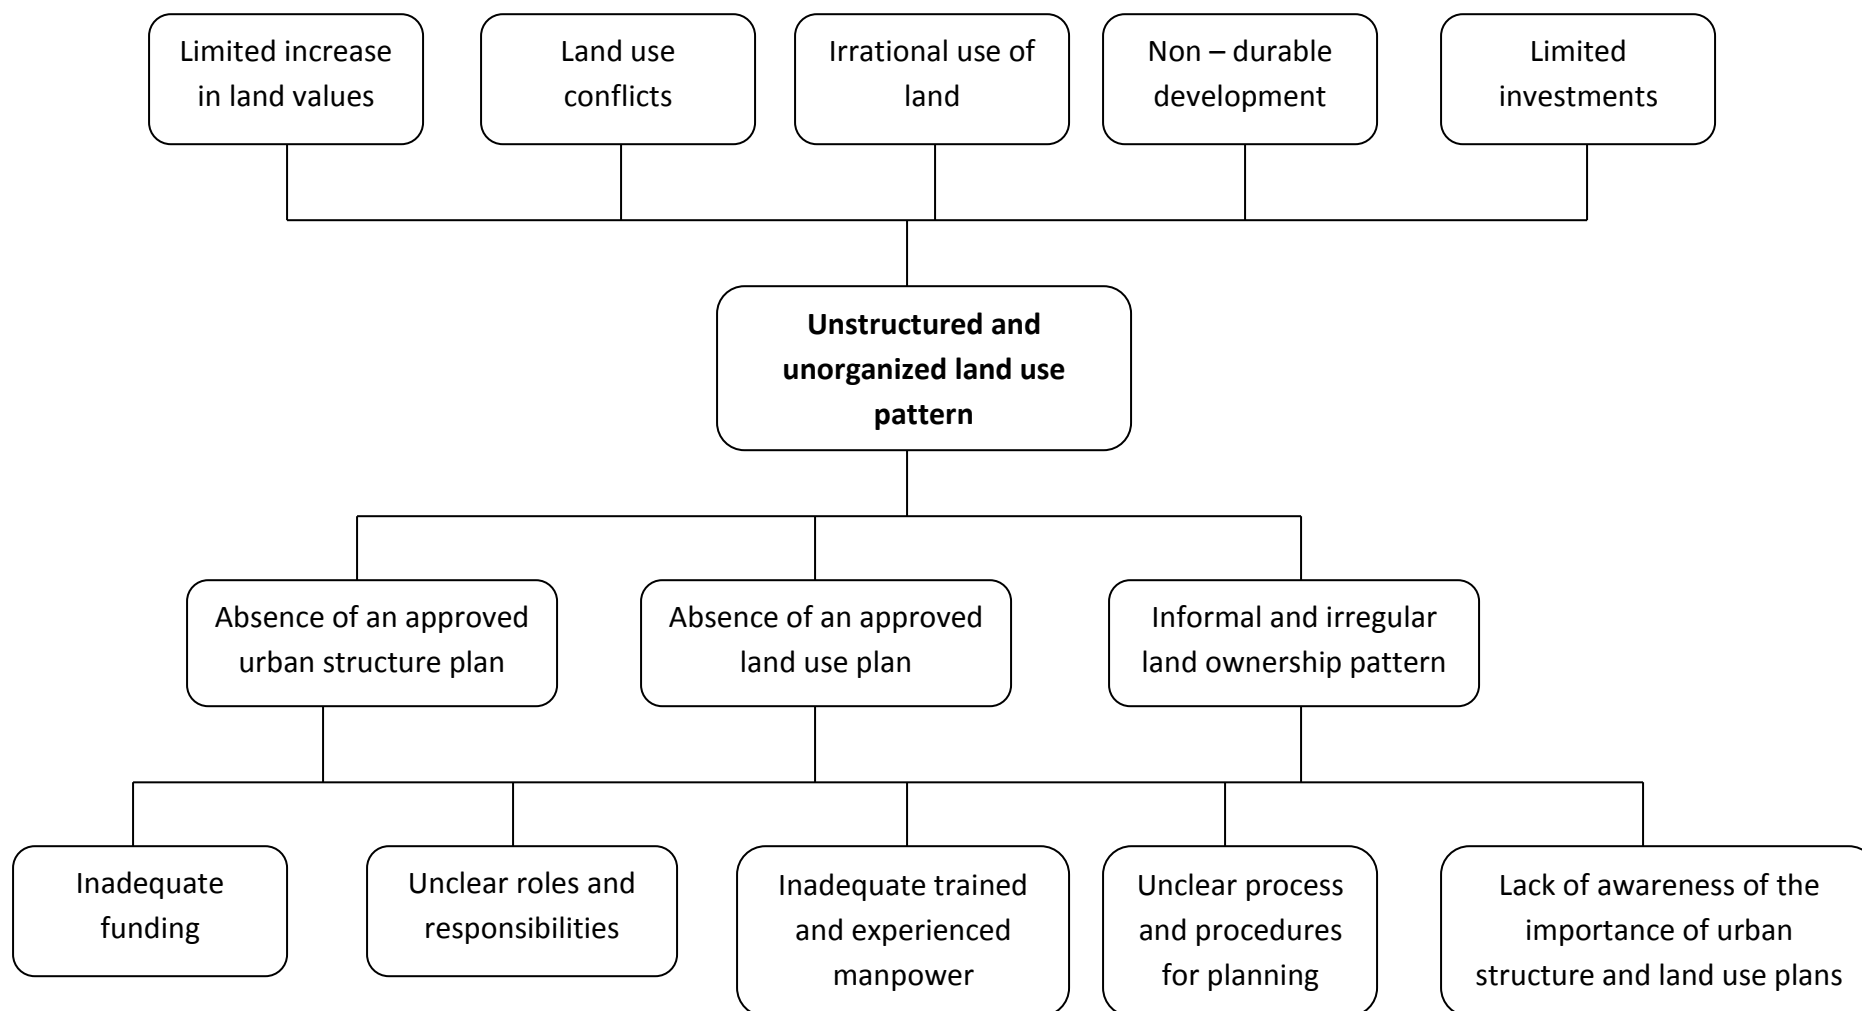 Limited increase
in land values
Land use
conflicts
Irrational use of
land
Non – durable
development
Limited
investments
Unstructured and
unorganized land use
pattern
Absence of an approved
urban structure plan
Absence of an approved
land use plan
Informal and irregular
land ownership pattern
Inadequate
funding
Unclear roles and
responsibilities
Inadequate trained
and experienced
manpower
Unclear process
and procedures
for planning
Lack of awareness of the
importance of urban
structure and land use plans